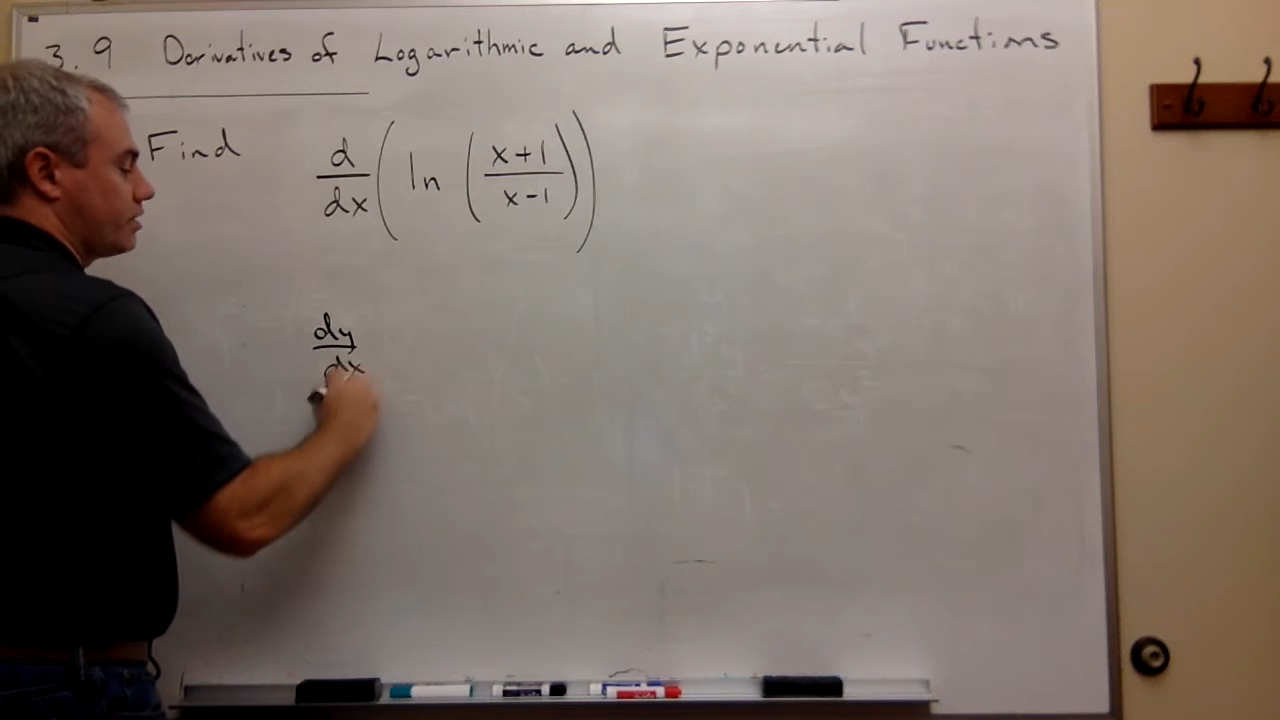 3.9 Derivatives of Logarithmic and Exponential Functions
Find d/dx ( ln ( (x+1)/(x-1) ) )
dy/dx